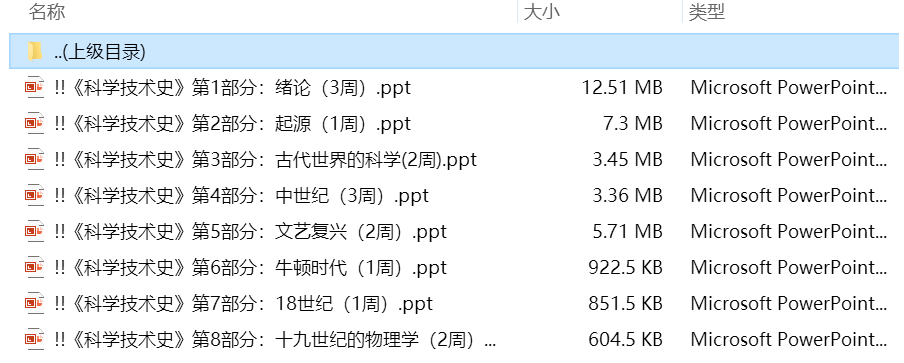 名称 大小 类型
..(上级目录)
!!《科学技术史》第1部分：绪论（3周）.ppt 12.51 MB Microsoft PowerPoint...
!!《科学技术史》第2部分：起源（1周）.ppt 7.3 MB Microsoft PowerPoint...
!!《科学技术史》第3部分：古代世界的科学(2周).ppt 3.45 MB Microsoft PowerPoint...
!!《科学技术史》第4部分：中世纪（3周）.ppt 3.36 MB Microsoft PowerPoint...
!!《科学技术史》第5部分：文艺复兴（2周）.ppt 5.71 MB Microsoft PowerPoint...
!!《科学技术史》第6部分：牛顿时代（1周）.ppt 922.5 KB Microsoft PowerPoint...
!!《科学技术史》第7部分：18世纪（1周）.ppt 851.5 KB Microsoft PowerPoint...
!!《科学技术史》第8部分：十九世纪的物理学（2周）... 604.5 KB Microsoft PowerPoint...